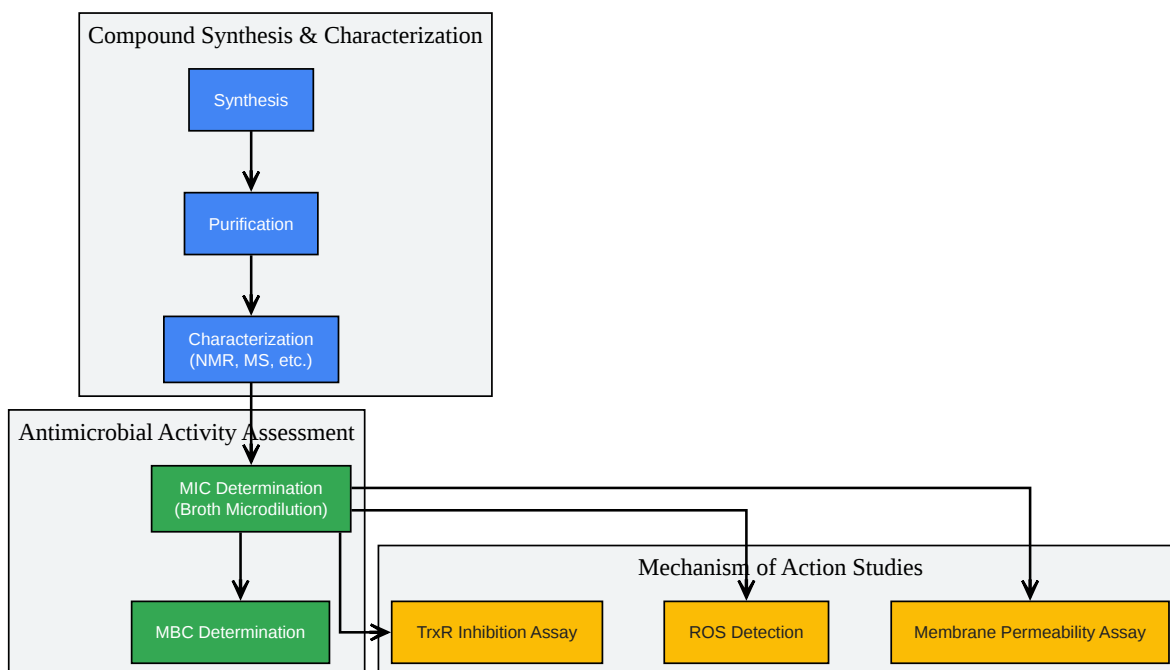 Compound Synthesis & Characterization
Synthesis
Purification
Characterization
(NMR, MS, etc.)
Antimicrobial Activity Assessment
MIC Determination
(Broth Microdilution)
MBC Determination
Mechanism of Action Studies
TrxR Inhibition Assay
ROS Detection
Membrane Permeability Assay